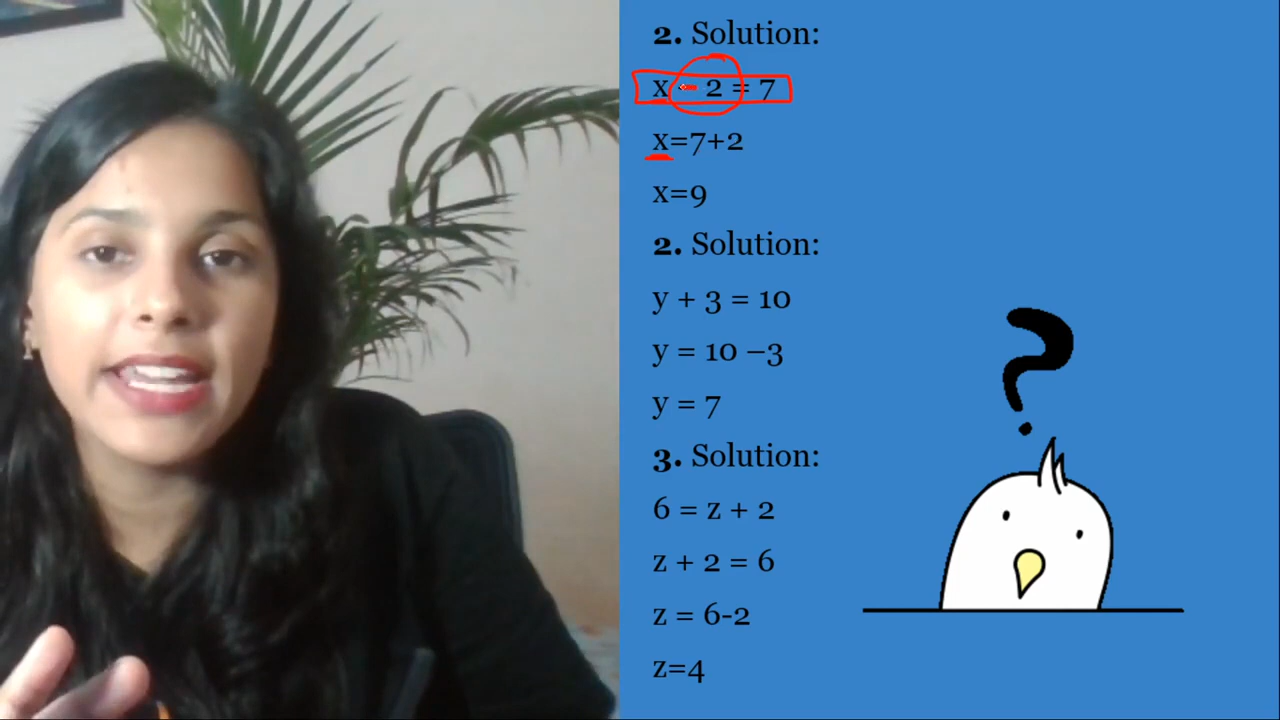 2. Solution:
x - 2 = 7
x=7+2
x=9
2. Solution:
y + 3 = 10
y = 10 –3
y = 7
3. Solution:
6 = z + 2
z + 2 = 6
z = 6-2
z=4
?